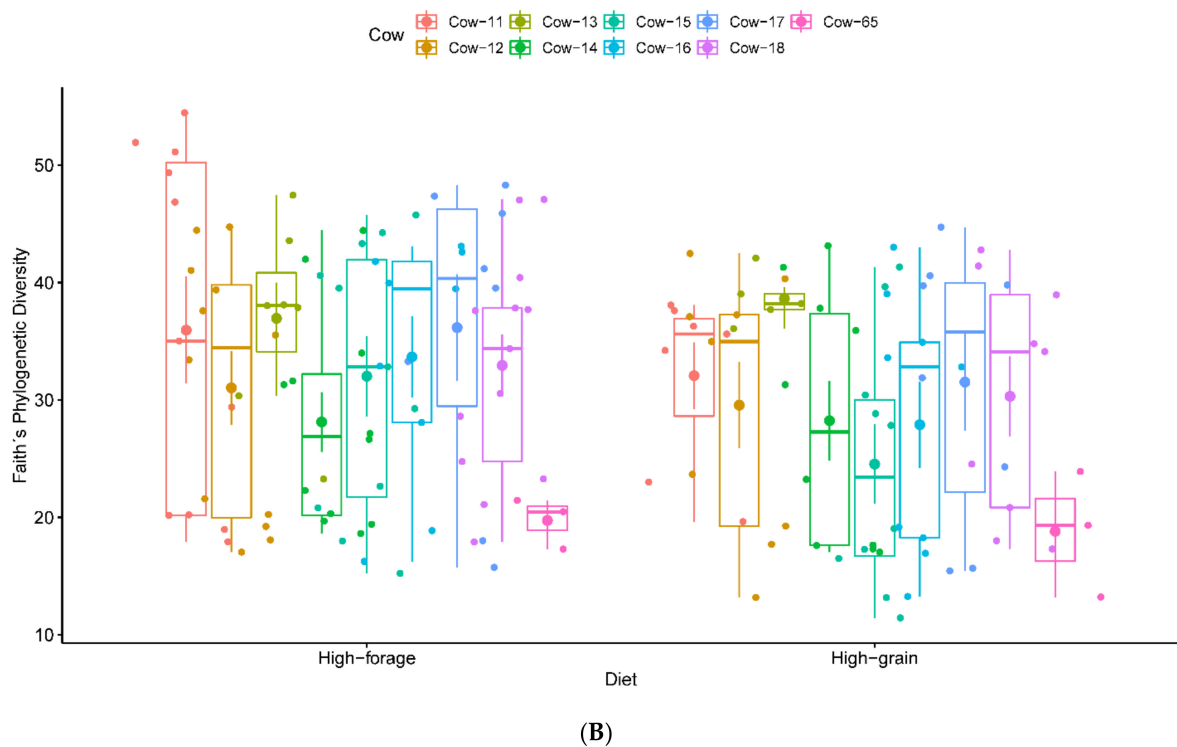 Cow
Cow−11 Cow−13 Cow−15 Cow−17 Cow−65
Cow−12 Cow−14 Cow−16 Cow−18
Faith´s Phylogenetic Diversity
50
40
30
20
10
High−forage High−grain
Diet
(B)